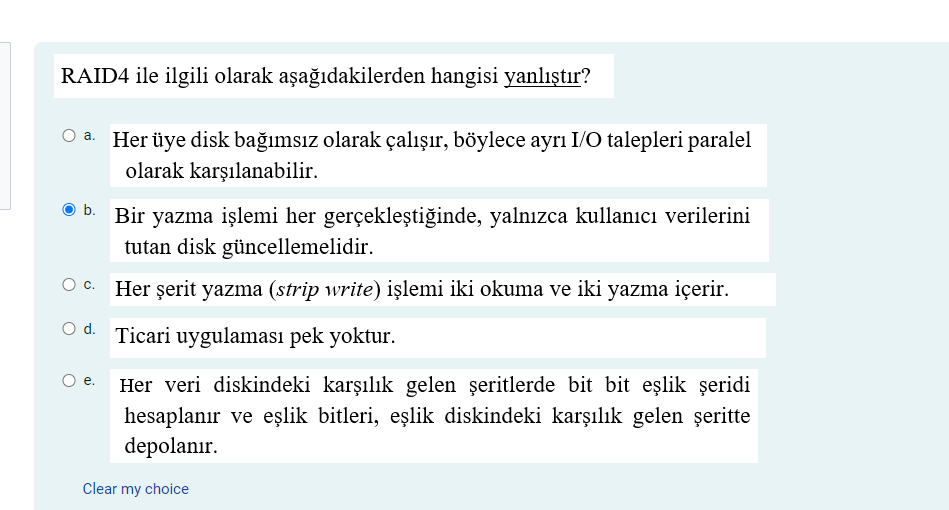 RAID4 ile ilgili olarak aşağıdakilerden hangisi yanlıştır?
a. Her üye disk bağımsız olarak çalışır, böylece ayrı I/O talepleri paralel
olarak karşılanabilir.
b. Bir yazma işlemi her gerçekleştiğinde, yalnızca kullanıcı verilerini
tutan disk güncellemelidir.
c. Her şerit yazma (strip write) işlemi iki okuma ve iki yazma içerir.
d. Ticari uygulaması pek yoktur.
e. Her veri diskindeki karşılık gelen şeritlerde bit bit eşlik şeridi
hesaplanır ve eşlik bitleri, eşlik diskindeki karşılık gelen şeritte
depolanır.
Clear my choice